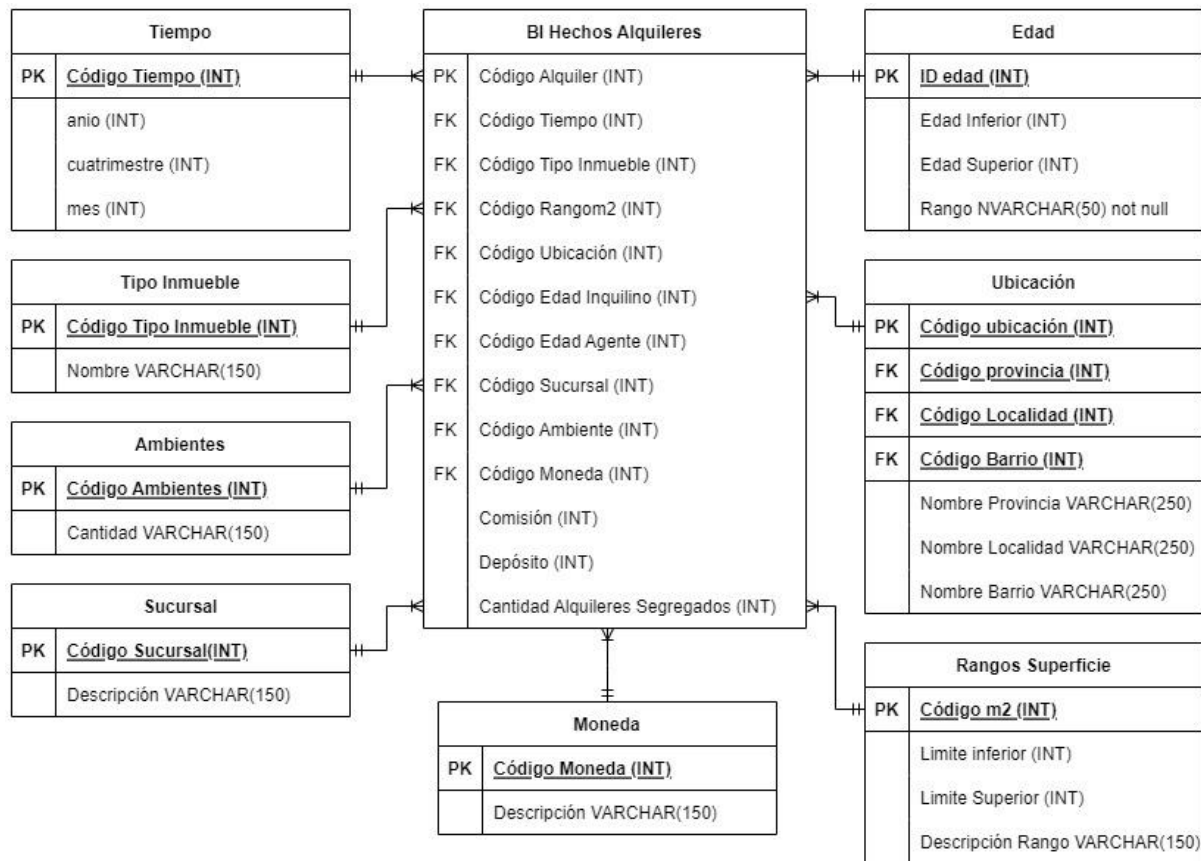 Tiempo
PK Código Tiempo (INT)
anio (INT)
cuatrimestre (INT)
mes (INT)
Tipo Inmueble
PK Código Tipo Inmueble (INT)
Nombre VARCHAR(150)
Ambientes
PK Código Ambientes (INT)
Cantidad VARCHAR(150)
Sucursal
PK Código Sucursal(INT)
Descripción VARCHAR(150)
BI Hechos Alquileres
PK Código Alquiler (INT)
FK Código Tiempo (INT)
FK Código Tipo Inmueble (INT)
FK Código Rangom2 (INT)
FK Código Ubicación (INT)
FK Código Edad Inquilino (INT)
FK Código Edad Agente (INT)
FK Código Sucursal (INT)
FK Código Ambiente (INT)
FK Código Moneda (INT)
Comisión (INT)
Depósito (INT)
Cantidad Alquileres Segregados (INT)
Moneda
PK Código Moneda (INT)
Descripción VARCHAR(150)
Edad
PK ID edad (INT)
Edad Inferior (INT)
Edad Superior (INT)
Rango NVARCHAR(50) not null
Ubicación
PK Código ubicación (INT)
FK Código provincia (INT)
FK Código Localidad (INT)
FK Código Barrio (INT)
Nombre Provincia VARCHAR(250)
Nombre Localidad VARCHAR(250)
Nombre Barrio VARCHAR(250)
Rangos Superficie
PK Código m2 (INT)
Limite inferior (INT)
Limite Superior (INT)
Descripción Rango VARCHAR(150)